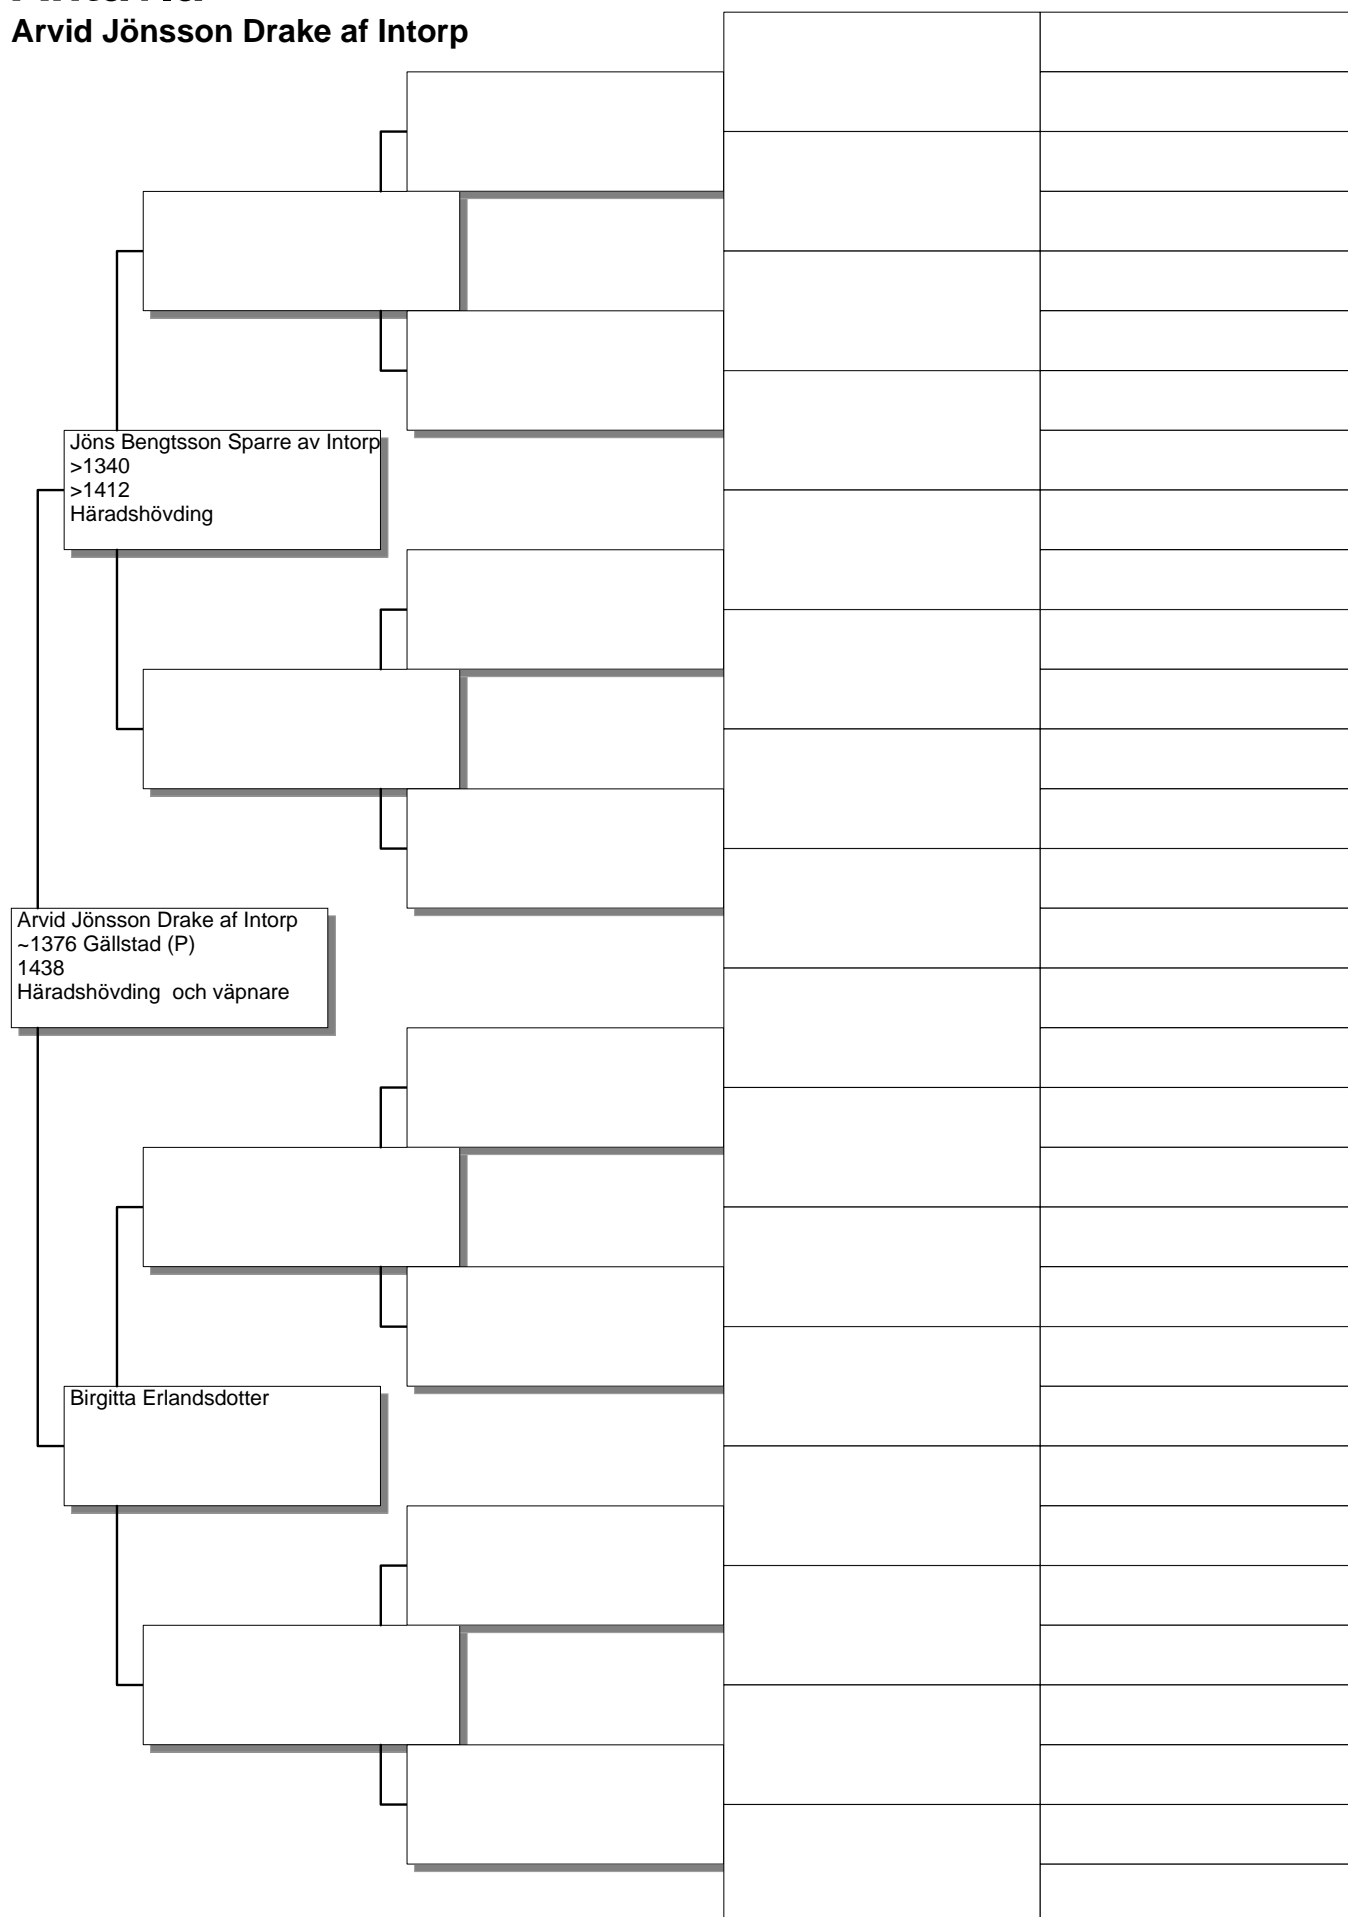 Arvid Jönsson Drake af Intorp
Jöns Bengtsson Sparre av Intorp
>1340
>1412
Häradshövding
Arvid Jönsson Drake af Intorp
~1376 Gällstad (P)
1438
Häradshövding  och väpnare
Birgitta Erlandsdotter